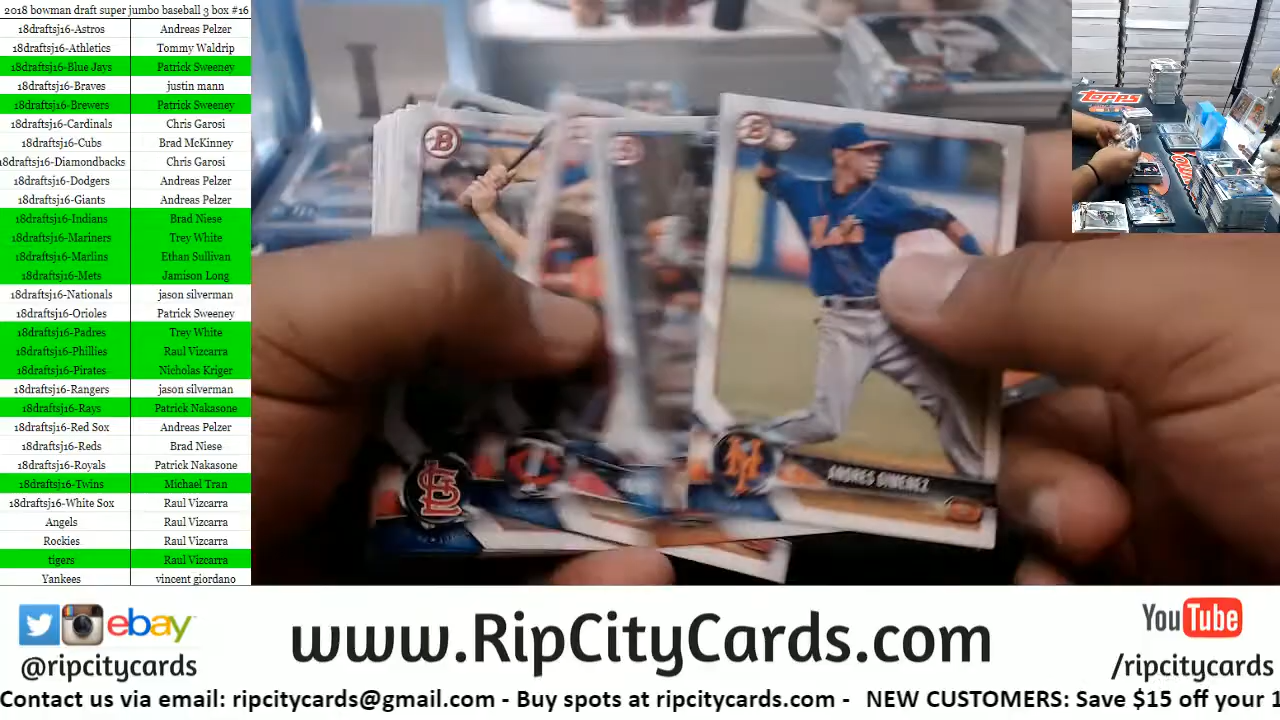 2018 bowman draft super jumbo baseball 3 box #16
18draftsj16-Astros Andreas Pelzer
18draftsj16-Athletics Tommy Waldrip
18draftsj16-Blue Jays Patrick Sweeney
18draftsj16-Braves justin mann
18draftsj16-Brewers Patrick Sweeney
18draftsj16-Cardinals Chris Garosi
18draftsj16-Cubs Brad McKinney
18draftsj16-Diamondbacks Chris Garosi
18draftsj16-Dodgers Andreas Pelzer
18draftsj16-Giants Andreas Pelzer
18draftsj16-Indians Brad Niese
18draftsj16-Mariners Trey White
18draftsj16-Marlins Ethan Sullivan
18draftsj16-Mets Jamison Long
18draftsj16-Nationals jason silverman
18draftsj16-Orioles Patrick Sweeney
18draftsj16-Padres Trey White
18draftsj16-Phillies Raul Vizcarra
18draftsj16-Pirates Nicholas Kriger
18draftsj16-Rangers jason silverman
18draftsj16-Rays Patrick Nakasone
18draftsj16-Red Sox Andreas Pelzer
18draftsj16-Reds Brad Niese
18draftsj16-Royals Patrick Nakasone
18draftsj16-Twins Michael Tran
18draftsj16-White Sox Raul Vizcarra
Angels Raul Vizcarra
Rockies Raul Vizcarra
tigers Raul Vizcarra
Yankees vincent giordano
B
B
Mets
ANDRES GIMENEZ
Topps
ebay
@ripcitycards
www.RipCityCards.com
YouTube
/ripcitycards
Contact us via email: ripcitycards@gmail.com - Buy spots at ripcitycards.com - NEW CUSTOMERS: Save $15 off your 1